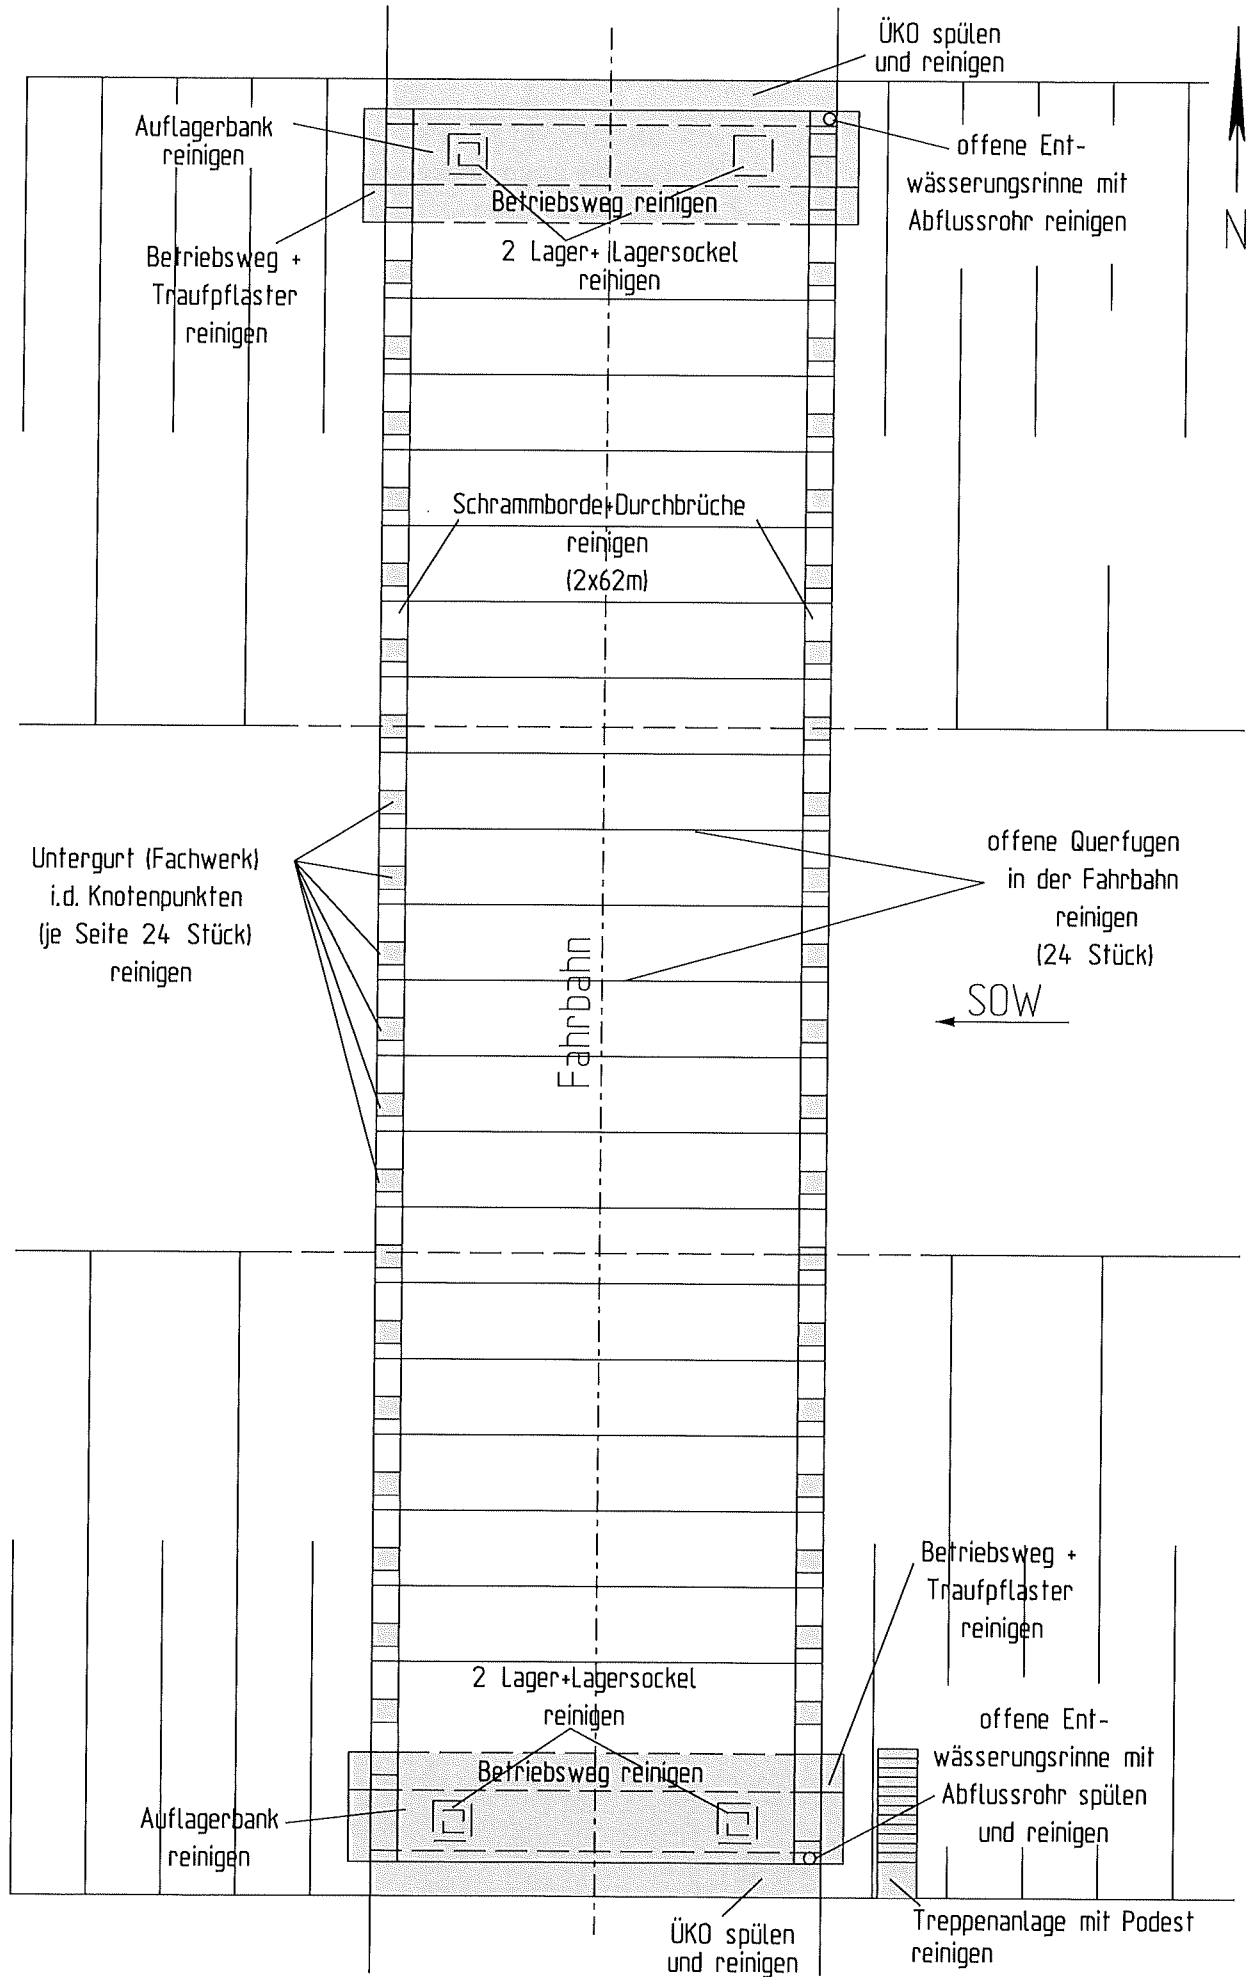 ÜKO spülen
und reinigen
Auflagerbank
reinigen
offene Ent-
wässerungsrinne mit
Abflussrohr reinigen
N
Betriebsweg reinigen
2 Lager+ Lagersockel
reinigen
Betriebsweg +
Traufpflaster
reinigen
Schrammborde+Durchbrüche
reinigen
(2x62m)
Untergurt (Fachwerk)
i.d. Knotenpunkten
(je Seite 24 Stück)
reinigen
offene Querfugen
in der Fahrbahn
reinigen
(24 Stück)
Fahrbahn
SOW
Betriebsweg +
Traufpflaster
reinigen
2 Lager+Lagersockel
reinigen
Betriebsweg reinigen
offene Ent-
wässerungsrinne mit
Abflussrohr spülen
und reinigen
Auflagerbank
reinigen
ÜKO spülen
und reinigen
Treppenanlage mit Podest
reinigen